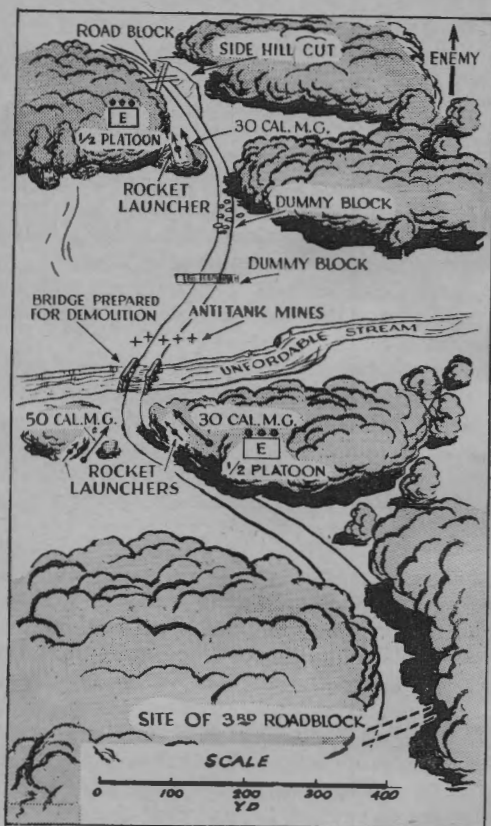 ROAD BLOCK
SIDE HILL CUT
ENEMY
E
½ PLATOON
30 CAL. M.G.
ROCKET
LAUNCHER
DUMMY BLOCK
DUMMY BLOCK
BRIDGE PREPARED
FOR DEMOLITION
ANTITANK MINES
UNFORDABLE STREAM
50 CAL. M.G.
30 CAL. M.G.
E
½ PLATOON
ROCKET
LAUNCHERS
SITE OF 3RD ROADBLOCK
SCALE
0 100 200 300 400
YD